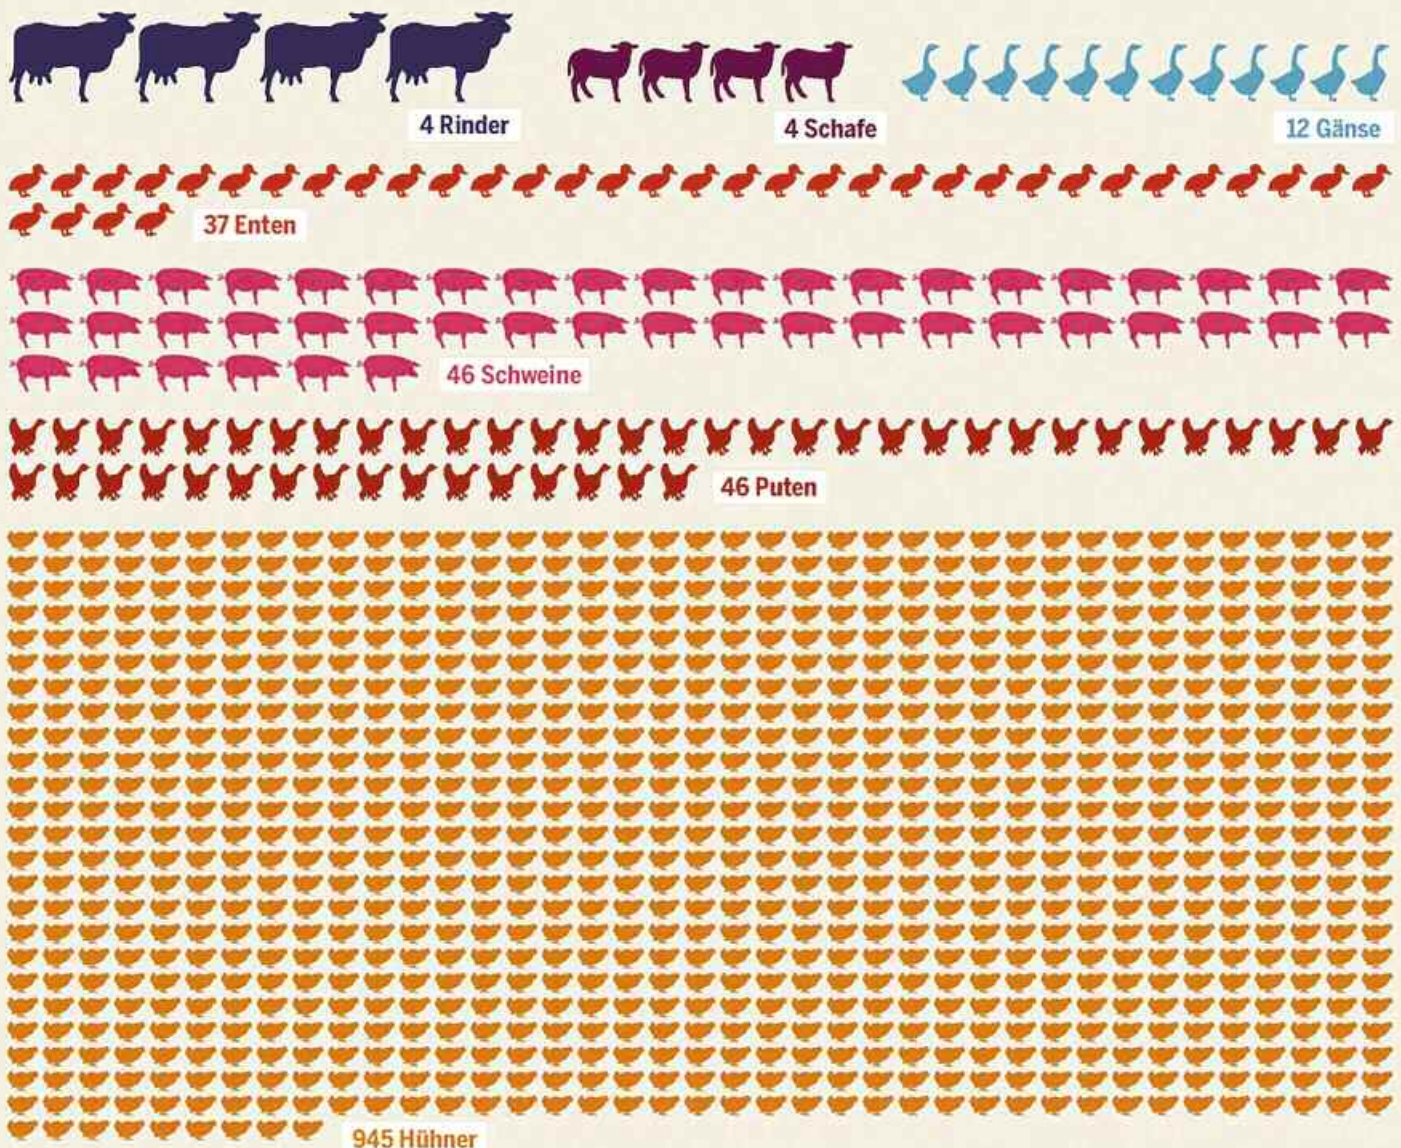 4 Rinder
4 Schafe
12 Gänse
37 Enten
46 Schweine
46 Puten
945 Hühner